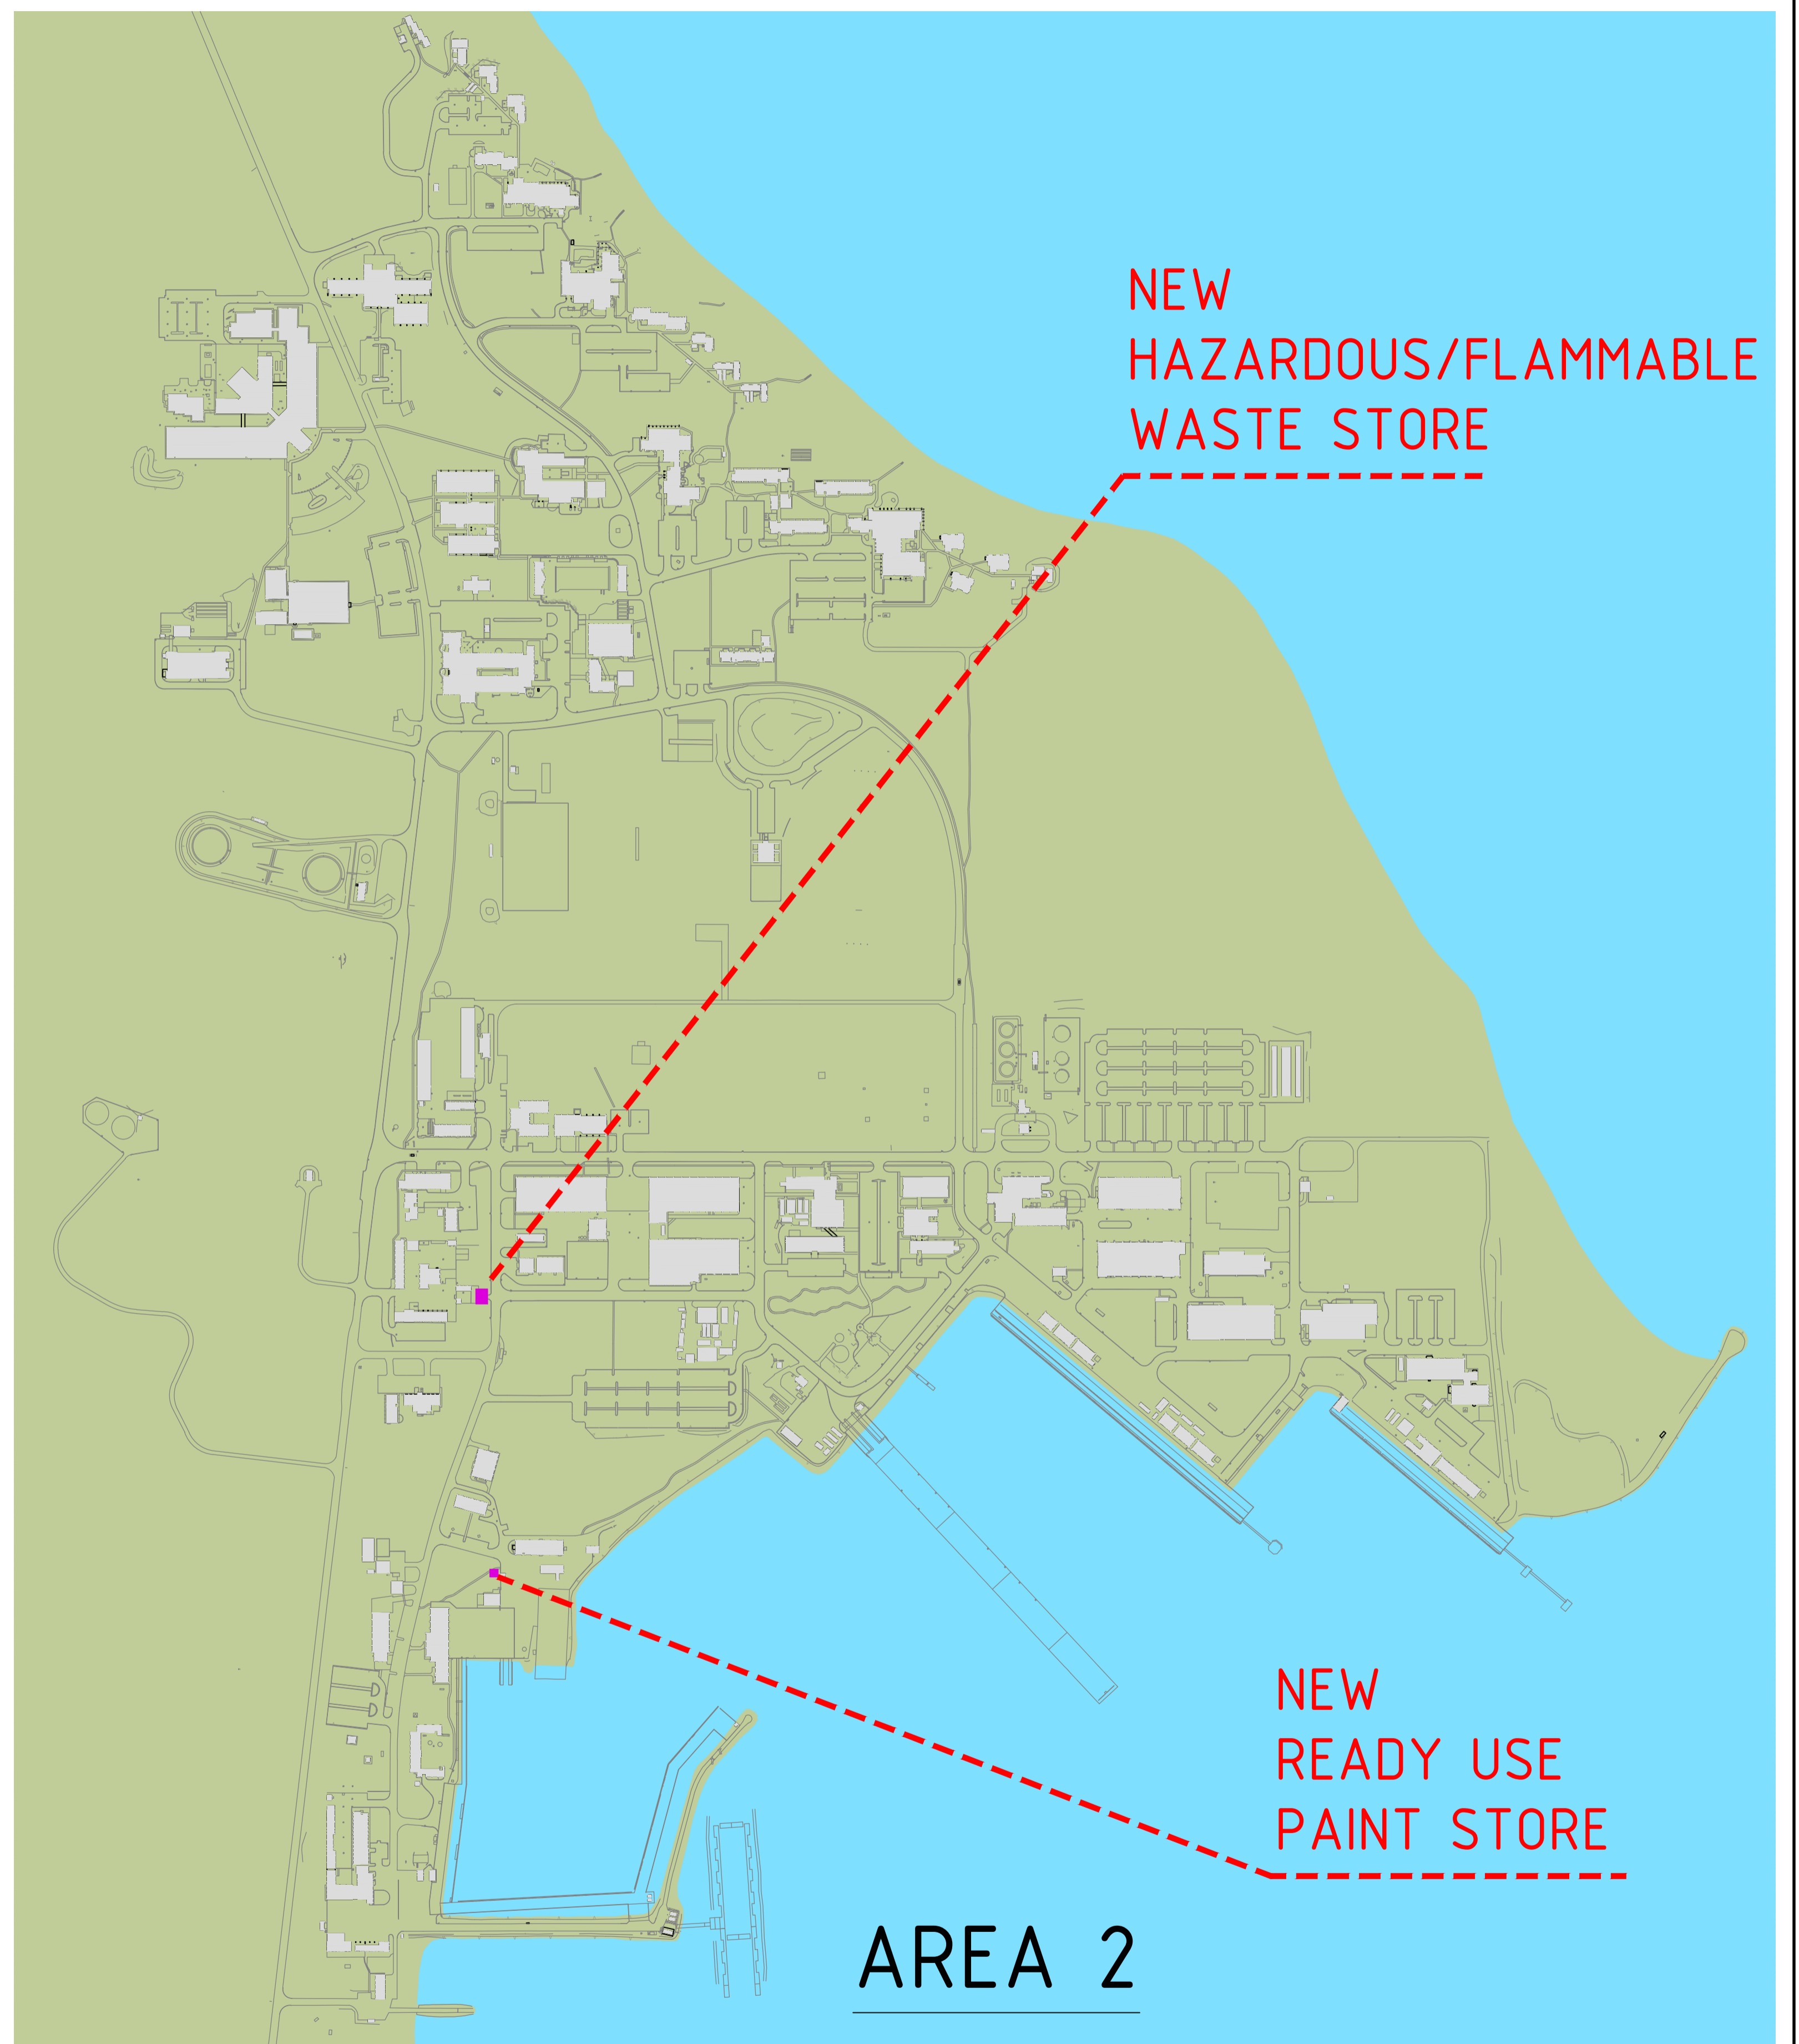 NEW
HAZARDOUS/FLAMMABLE
WASTE STORE
NEW
READY USE
PAINT STORE
AREA 2